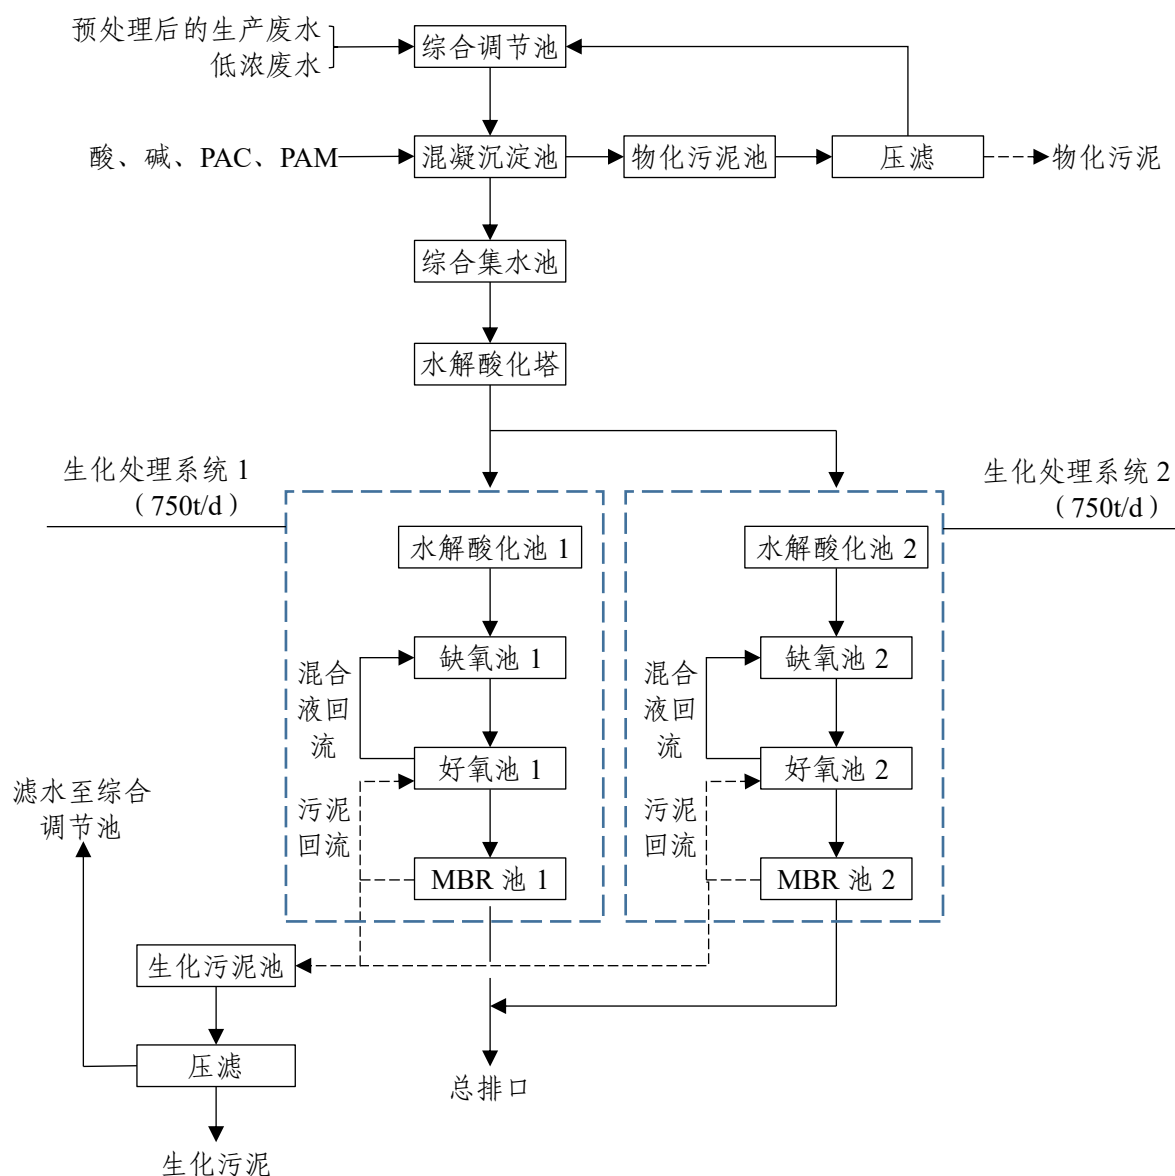 预处理后的生产废水
低浓废水
综合调节池
酸、碱、PAC、PAM
混凝沉淀池
物化污泥池
压滤
物化污泥
综合集水池
水解酸化塔
生化处理系统 1
（750t/d）
生化处理系统 2
（750t/d）
水解酸化池 1
水解酸化池 2
缺氧池 1
缺氧池 2
混合
液回
流
混合
液回
流
好氧池 1
好氧池 2
滤水至综合
调节池
污泥
回流
污泥
回流
MBR 池 1
MBR 池 2
生化污泥池
压滤
总排口
生化污泥